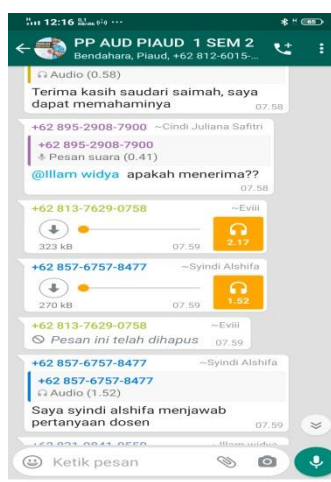 12:16
PP AUD PIAUD 1 SEM 2
Bendahara, Piaud, +62 812-6015-...
Audio (0.58)
Terima kasih saudari saimah, saya
dapat memahaminya
07.58
+62 895-2908-7900 ~Cindi Juliana Safitri
+62 895-2908-7900
Pesan suara (0.41)
@Illam widya apakah menerima??
07.58
+62 813-7629-0758 ~Eviii
323 kB 07.59 2.17
+62 857-6757-8477 ~Syindi Alshifa
270 kB 07.59 1.52
+62 813-7629-0758 ~Eviii
Pesan ini telah dihapus 07.59
+62 857-6757-8477 ~Syindi Alshifa
+62 857-6757-8477
Audio (1.52)
Saya syindi alshifa menjawab
pertanyaan dosen
07.59
Ketik pesan